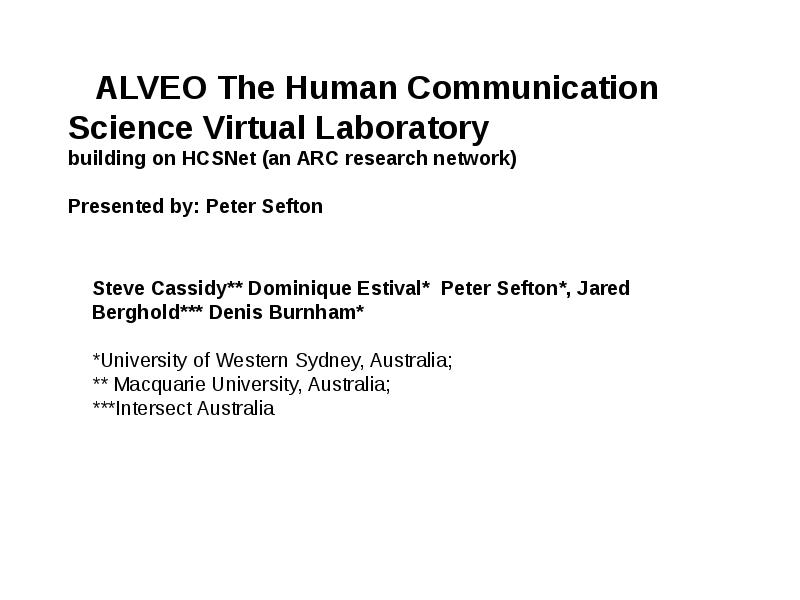 ALVEO The Human Communication
Science Virtual Laboratory
building on HCSNet (an ARC research network)
Presented by: Peter Sefton
Steve Cassidy** Dominique Estival*  Peter Sefton*, Jared
Berghold*** Denis Burnham*
*University of Western Sydney, Australia;
** Macquarie University, Australia;
***Intersect Australia